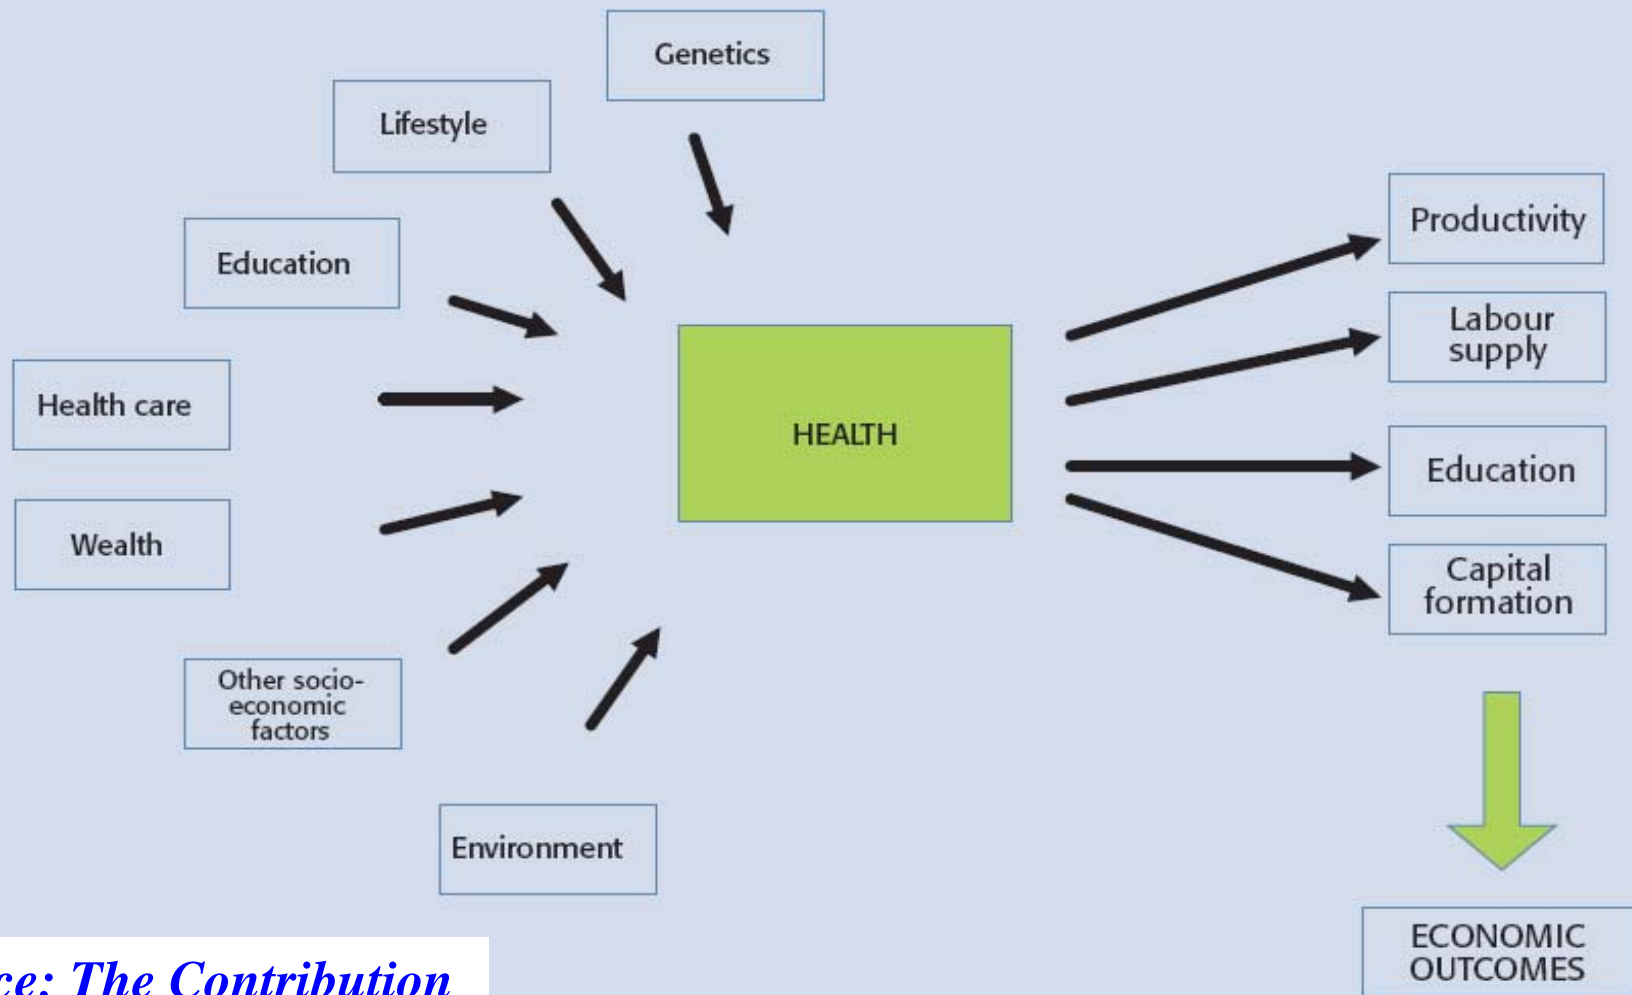 Genetics
Lifestyle
Education
Health care
Wealth
Other socio-
economic
factors
Environment
HEALTH
Productivity
Labour
supply
Education
Capital
formation
ECONOMIC
OUTCOMES
The Contribution